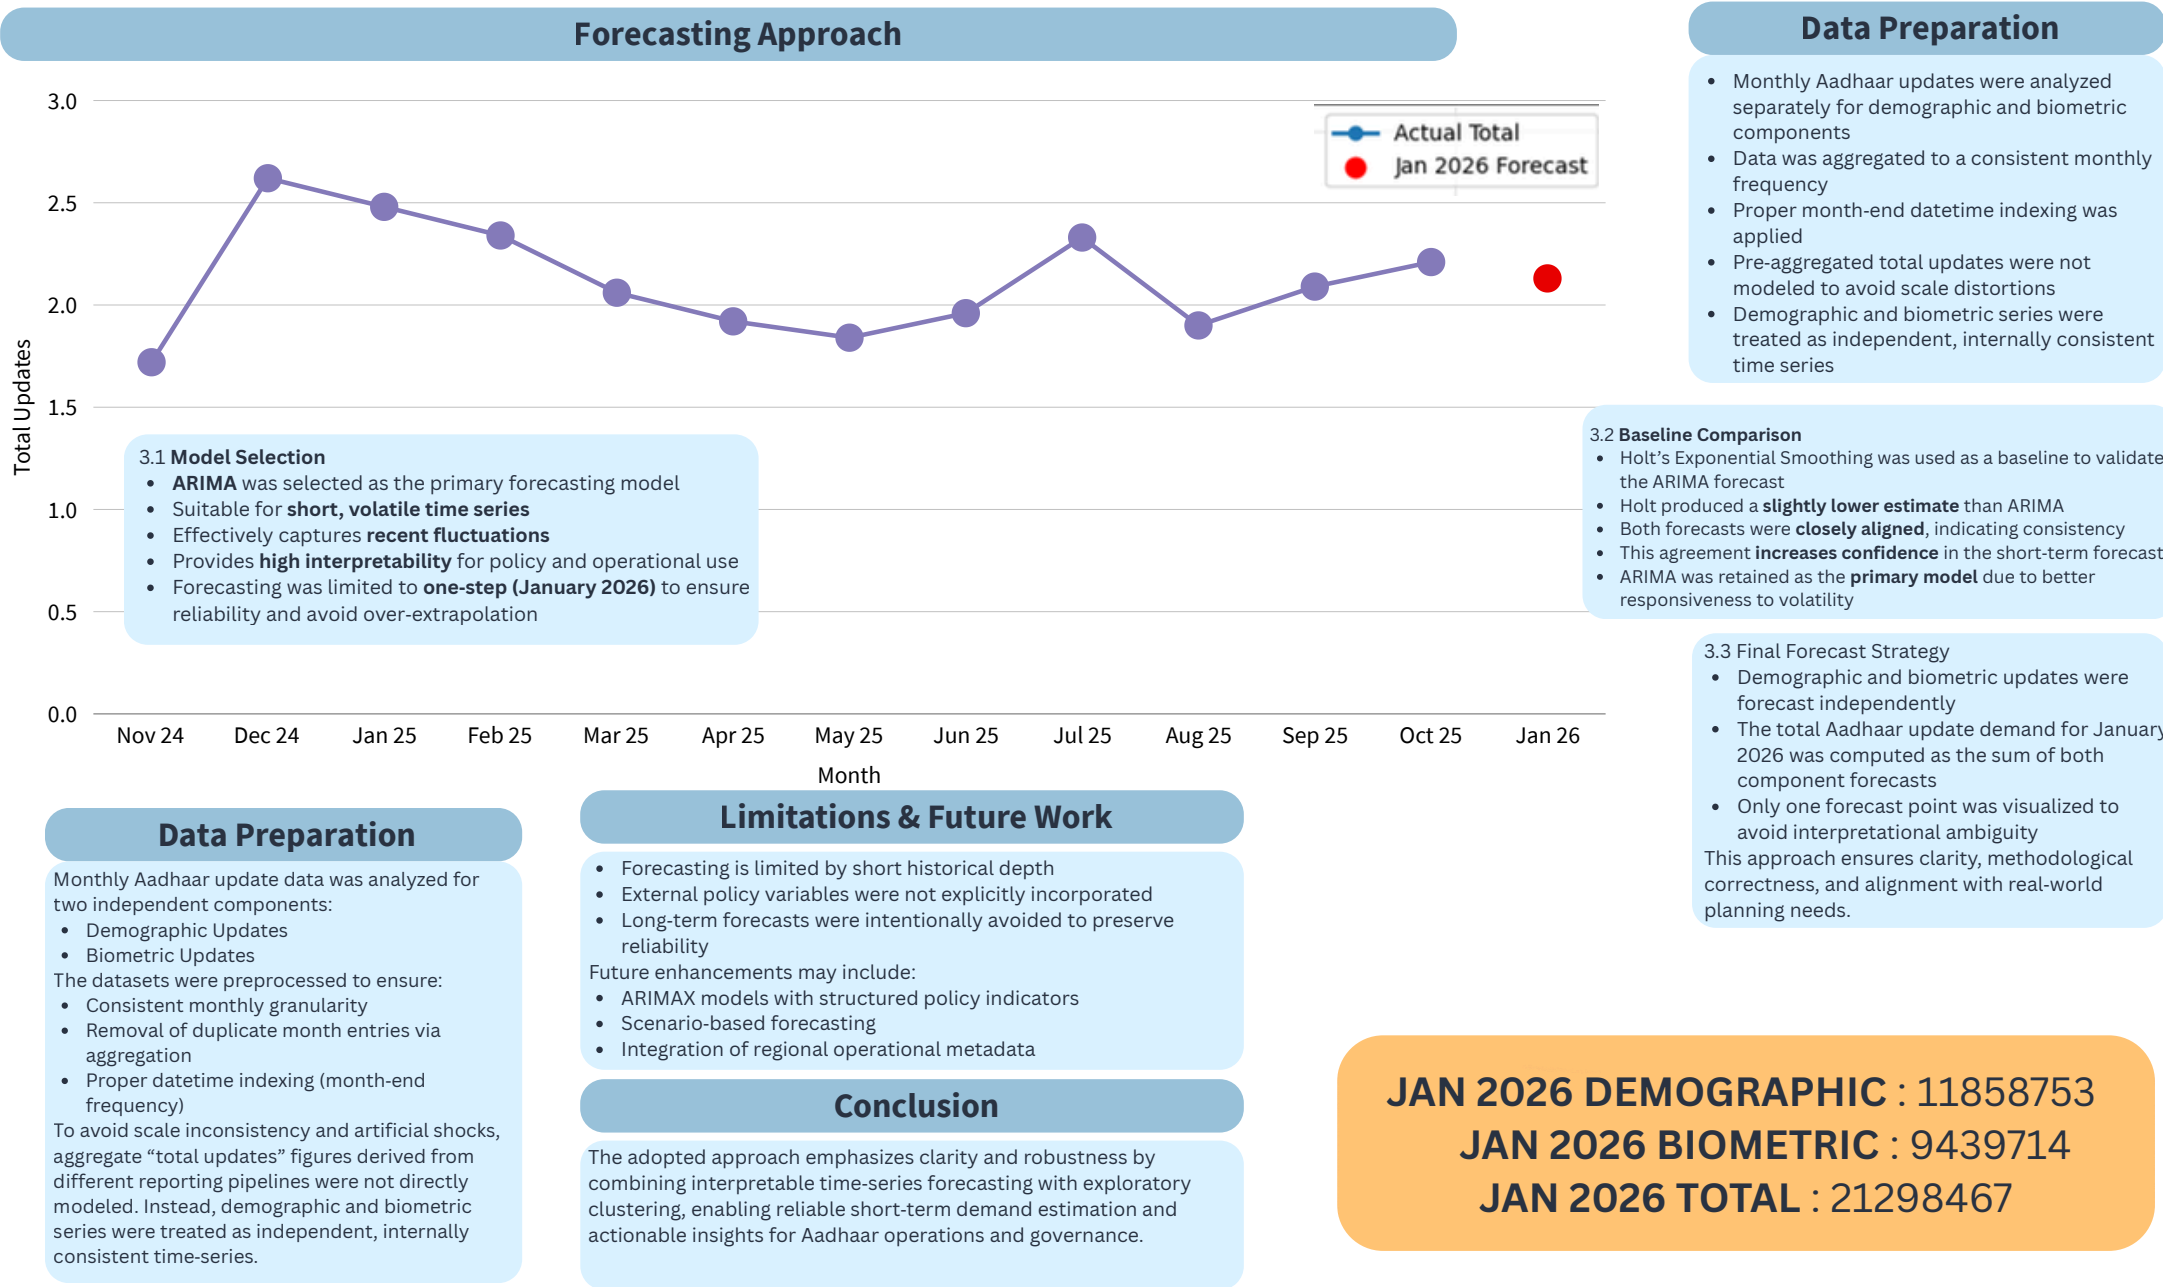 Forecasting Approach
3.0
2.5
2.0
1.5
1.0
0.5
0.0
Total Updates
Actual Total
Jan 2026 Forecast
3.1 Model Selection
• ARIMA was selected as the primary forecasting model
• Suitable for short, volatile time series
• Effectively captures recent fluctuations
• Provides high interpretability for policy and operational use
• Forecasting was limited to one-step (January 2026) to ensure
reliability and avoid over-extrapolation
Nov 24 Dec 24 Jan 25 Feb 25 Mar 25 Apr 25 May 25 Jun 25 Jul 25 Aug 25 Sep 25 Oct 25 Jan 26
Month
Data Preparation
• Monthly Aadhaar updates were analyzed
separately for demographic and biometric
components
• Data was aggregated to a consistent monthly
frequency
• Proper month-end datetime indexing was
applied
• Pre-aggregated total updates were not
modeled to avoid scale distortions
• Demographic and biometric series were
treated as independent, internally consistent
time series
3.2 Baseline Comparison
• Holt’s Exponential Smoothing was used as a baseline to validate
the ARIMA forecast
• Holt produced a slightly lower estimate than ARIMA
• Both forecasts were closely aligned, indicating consistency
• This agreement increases confidence in the short-term forecast
• ARIMA was retained as the primary model due to better
responsiveness to volatility
3.3 Final Forecast Strategy
• Demographic and biometric updates were
forecast independently
• The total Aadhaar update demand for January
2026 was computed as the sum of both
component forecasts
• Only one forecast point was visualized to
avoid interpretational ambiguity
This approach ensures clarity, methodological
correctness, and alignment with real-world
planning needs.
Data Preparation
Monthly Aadhaar update data was analyzed for
two independent components:
• Demographic Updates
• Biometric Updates
The datasets were preprocessed to ensure:
• Consistent monthly granularity
• Removal of duplicate month entries via
aggregation
• Proper datetime indexing (month-end
frequency)
To avoid scale inconsistency and artificial shocks,
aggregate “total updates” figures derived from
different reporting pipelines were not directly
modeled. Instead, demographic and biometric
series were treated as independent, internally
consistent time-series.
Limitations & Future Work
• Forecasting is limited by short historical depth
• External policy variables were not explicitly incorporated
• Long-term forecasts were intentionally avoided to preserve
reliability
Future enhancements may include:
• ARIMAX models with structured policy indicators
• Scenario-based forecasting
• Integration of regional operational metadata
Conclusion
The adopted approach emphasizes clarity and robustness by
combining interpretable time-series forecasting with exploratory
clustering, enabling reliable short-term demand estimation and
actionable insights for Aadhaar operations and governance.
JAN 2026 DEMOGRAPHIC : 11858753
JAN 2026 BIOMETRIC : 9439714
JAN 2026 TOTAL : 21298467